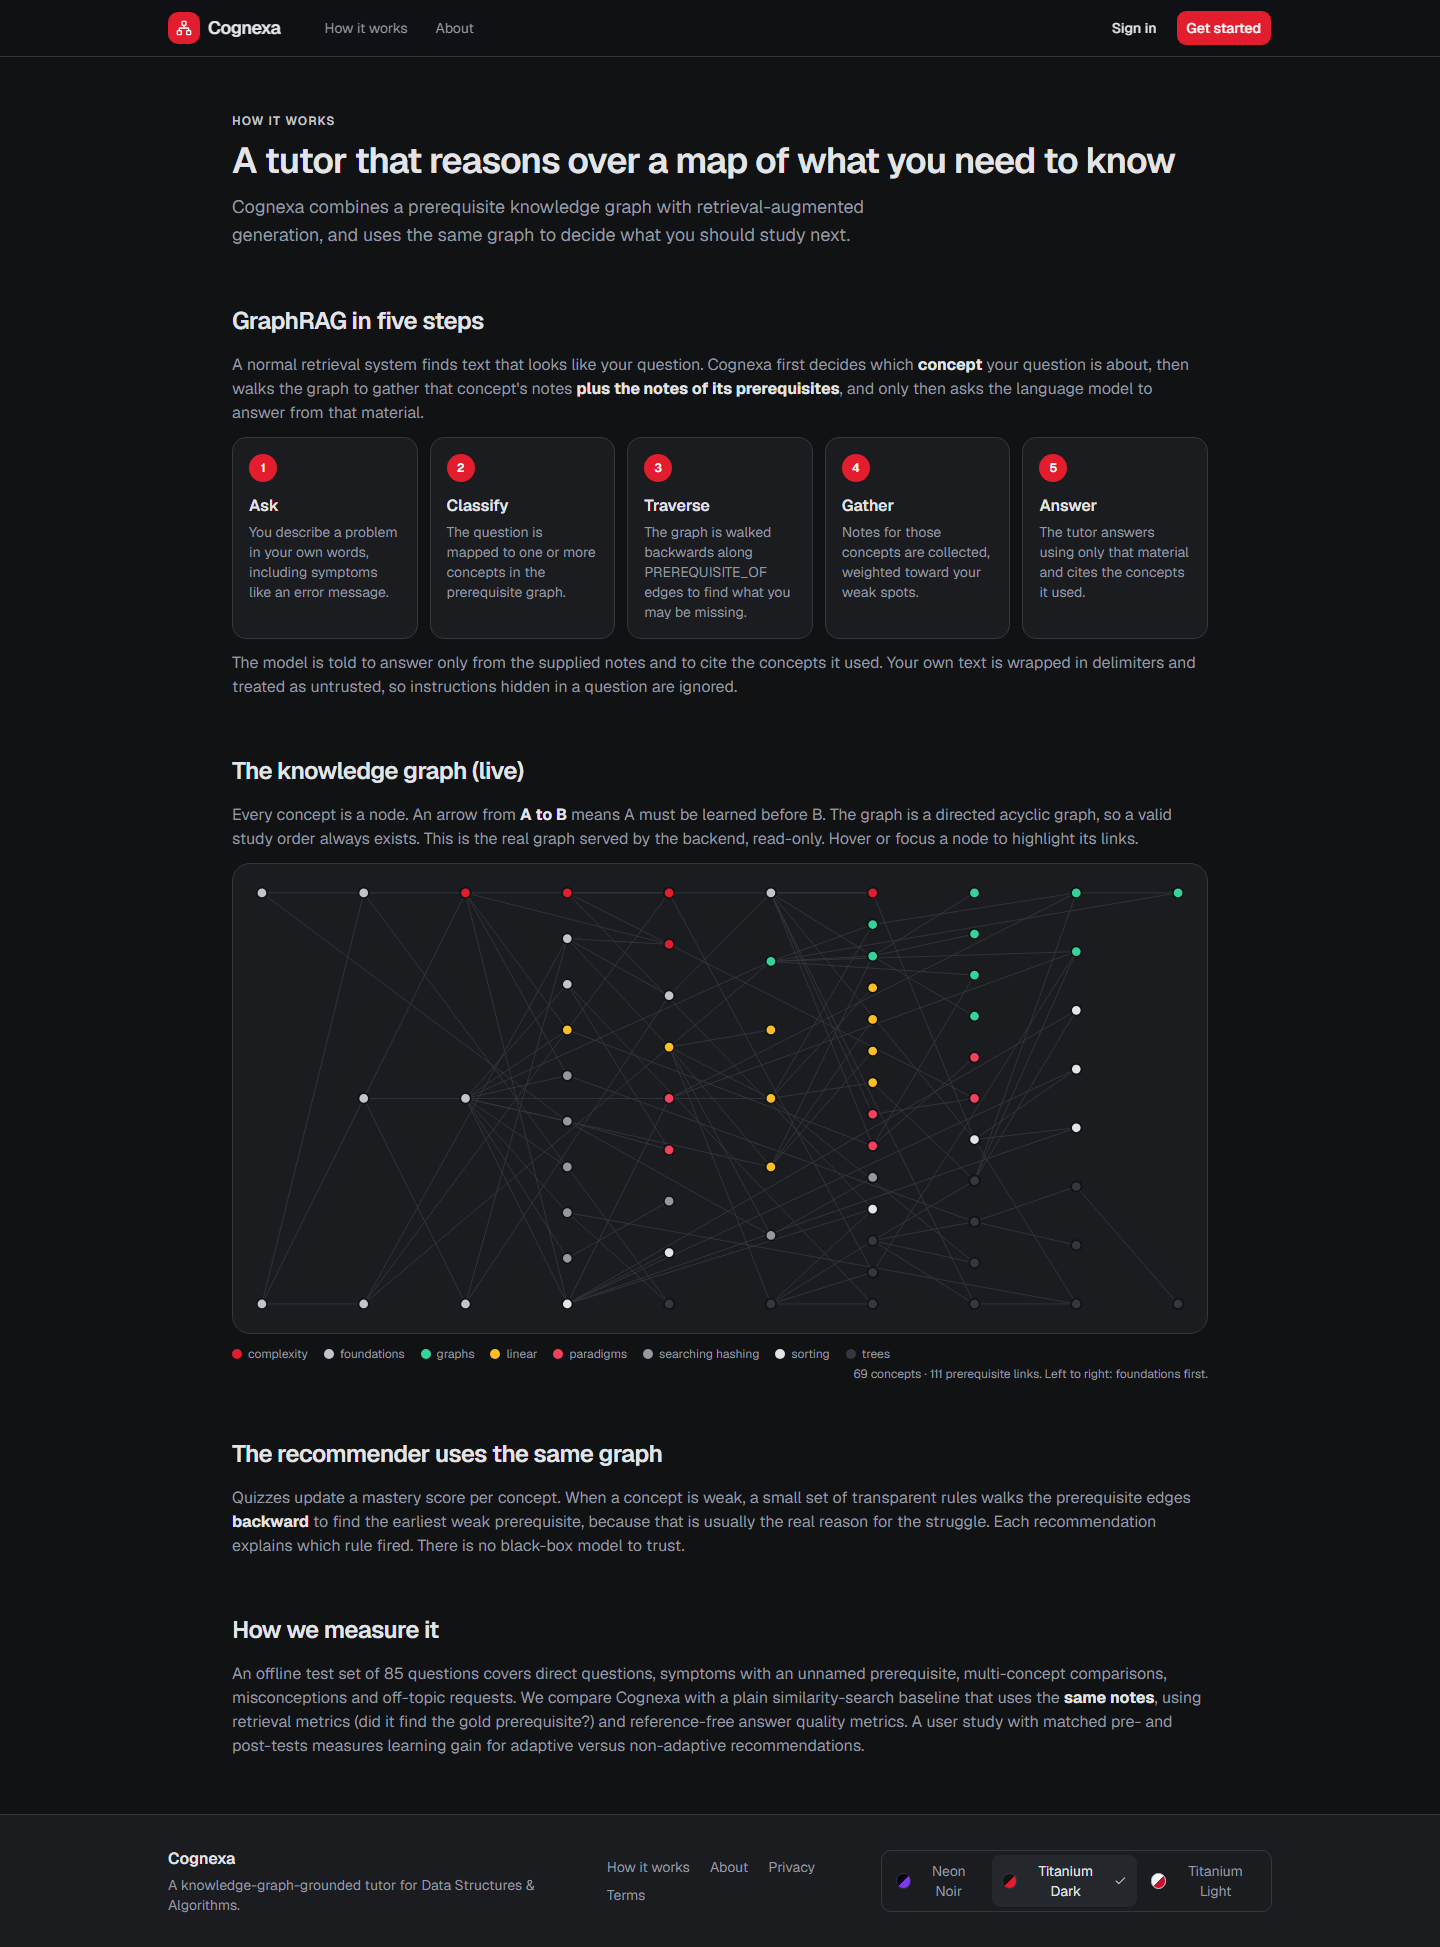 Cognexa
How it works
About
Sign in
Get started
HOW IT WORKS
A tutor that reasons over a map of what you need to know
Cognexa combines a prerequisite knowledge graph with retrieval-augmented
generation, and uses the same graph to decide what you should study next.
GraphRAG in five steps
A normal retrieval system finds text that looks like your question. Cognexa first decides which concept your question is about, then
walks the graph to gather that concept's notes plus the notes of its prerequisites, and only then asks the language model to
answer from that material.
1
Ask
You describe a problem
in your own words,
including symptoms
like an error message.
2
Classify
The question is
mapped to one or more
concepts in the
prerequisite graph.
3
Traverse
The graph is walked
backwards along
PREREQUISITE_OF
edges to find what you
may be missing.
4
Gather
Notes for those
concepts are collected,
weighted toward your
weak spots.
5
Answer
The tutor answers
using only that material
and cites the concepts
it used.
The model is told to answer only from the supplied notes and to cite the concepts it used. Your own text is wrapped in delimiters and
treated as untrusted, so instructions hidden in a question are ignored.
The knowledge graph (live)
Every concept is a node. An arrow from A to B means A must be learned before B. The graph is a directed acyclic graph, so a valid
study order always exists. This is the real graph served by the backend, read-only. Hover or focus a node to highlight its links.
complexity
foundations
graphs
linear
paradigms
searching hashing
sorting
trees
69 concepts · 111 prerequisite links. Left to right: foundations first.
The recommender uses the same graph
Quizzes update a mastery score per concept. When a concept is weak, a small set of transparent rules walks the prerequisite edges
backward to find the earliest weak prerequisite, because that is usually the real reason for the struggle. Each recommendation
explains which rule fired. There is no black-box model to trust.
How we measure it
An offline test set of 85 questions covers direct questions, symptoms with an unnamed prerequisite, multi-concept comparisons,
misconceptions and off-topic requests. We compare Cognexa with a plain similarity-search baseline that uses the same notes, using
retrieval metrics (did it find the gold prerequisite?) and reference-free answer quality metrics. A user study with matched pre- and
post-tests measures learning gain for adaptive versus non-adaptive recommendations.
Cognexa
A knowledge-graph-grounded tutor for Data Structures &
Algorithms.
How it works
About
Privacy
Terms
Neon
Noir
Titanium
Dark
Titanium
Light